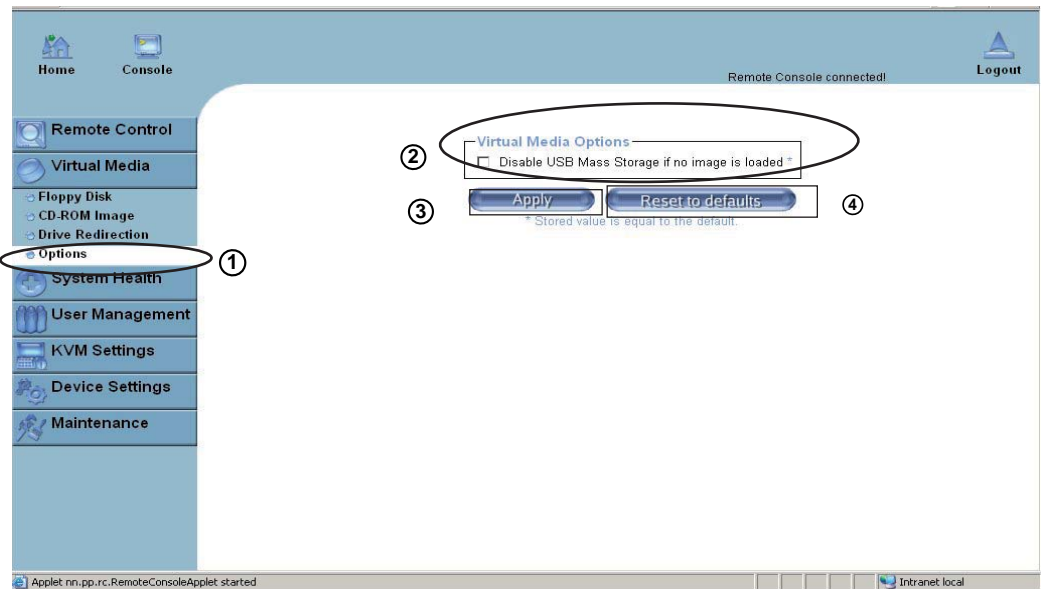 Home
Console
Remote Console connected!
Logout
Remote Control
Virtual Media
Floppy Disk
CD-ROM Image
Drive Redirection
Options
①
System Health
User Management
KVM Settings
Device Settings
Maintenance
Virtual Media Options
②
Disable USB Mass Storage if no image is loaded *
③
Apply
Reset to defaults
④
* Stored value is equal to the default.
Applet nn.pp.rc.RemoteConsoleApplet started
Intranet local